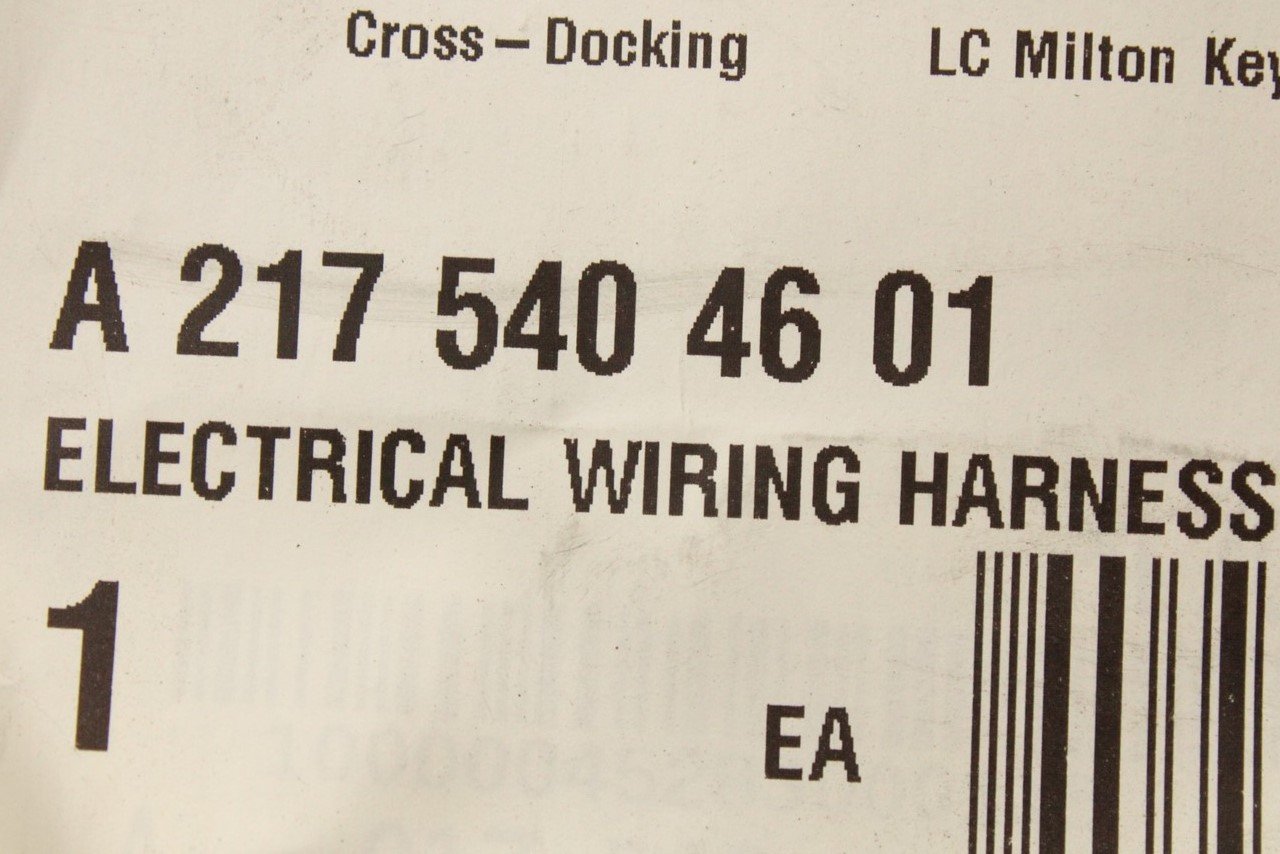 Cross – Docking LC Milton Key
A 217 540 46 01
ELECTRICAL WIRING HARNESS
1 EA